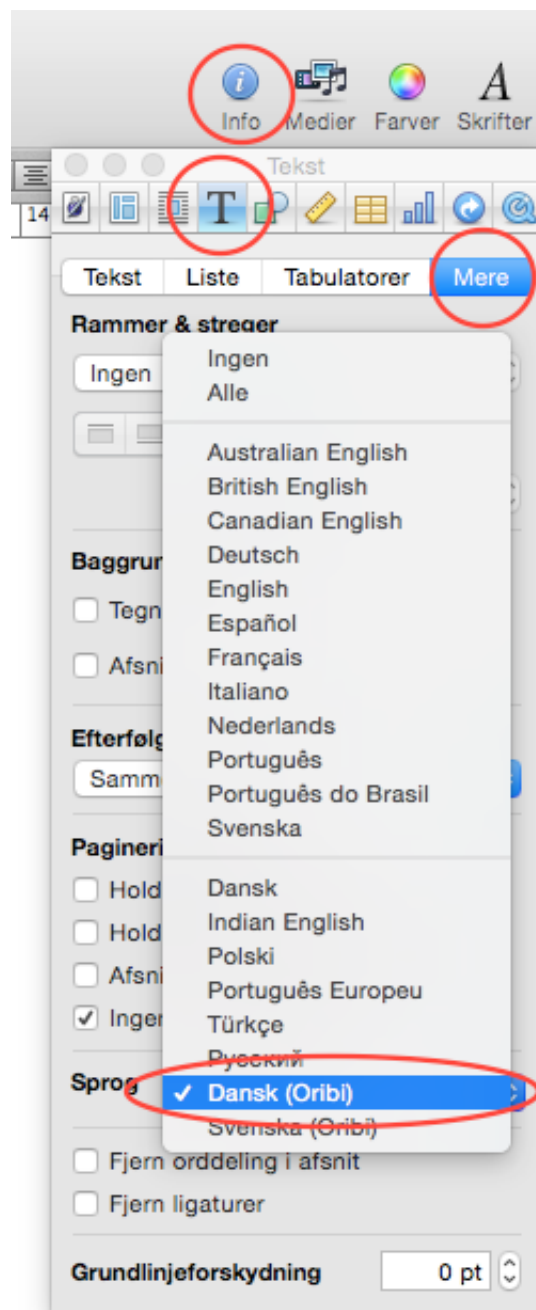 Info Medier Farver Skrifter
Tekst
14
T
Tekst Liste Tabulatorer Mere
Rammer & streger
Ingen
Ingen
Alle
Australian English
British English
Canadian English
Deutsch
English
Español
Français
Italiano
Nederlands
Português
Português do Brasil
Svenska
Dansk
Indian English
Polski
Português Europeu
Türkçe
Русский
Dansk (Oribi)
Svenska (Oribi)
Baggrun
Tegn
Afsni
Efterfølg
Samme
Pagineri
Hold
Hold
Afsni
Ingen
Sprog
Fjern orddeling i afsnit
Fjern ligaturer
Grundlinjeforskydning 0 pt